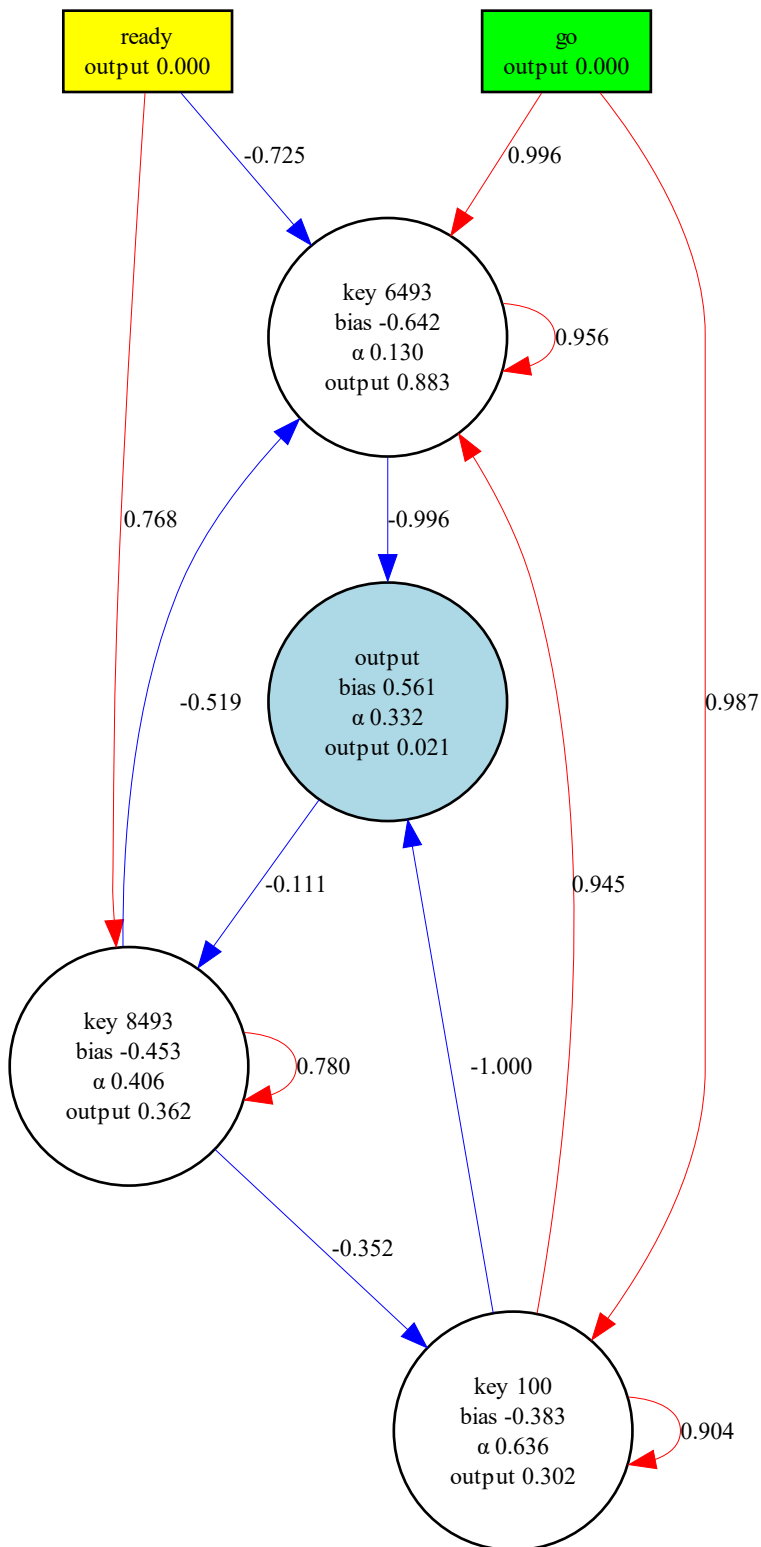 ready
output 0.000
go
output 0.000
-0.725
0.996
key 6493
bias -0.642
α 0.130
output 0.883
0.956
0.768
-0.996
-0.519
output
bias 0.561
α 0.332
output 0.021
0.987
-0.111
0.945
key 8493
bias -0.453
α 0.406
output 0.362
0.780
-1.000
-0.352
key 100
bias -0.383
α 0.636
output 0.302
0.904